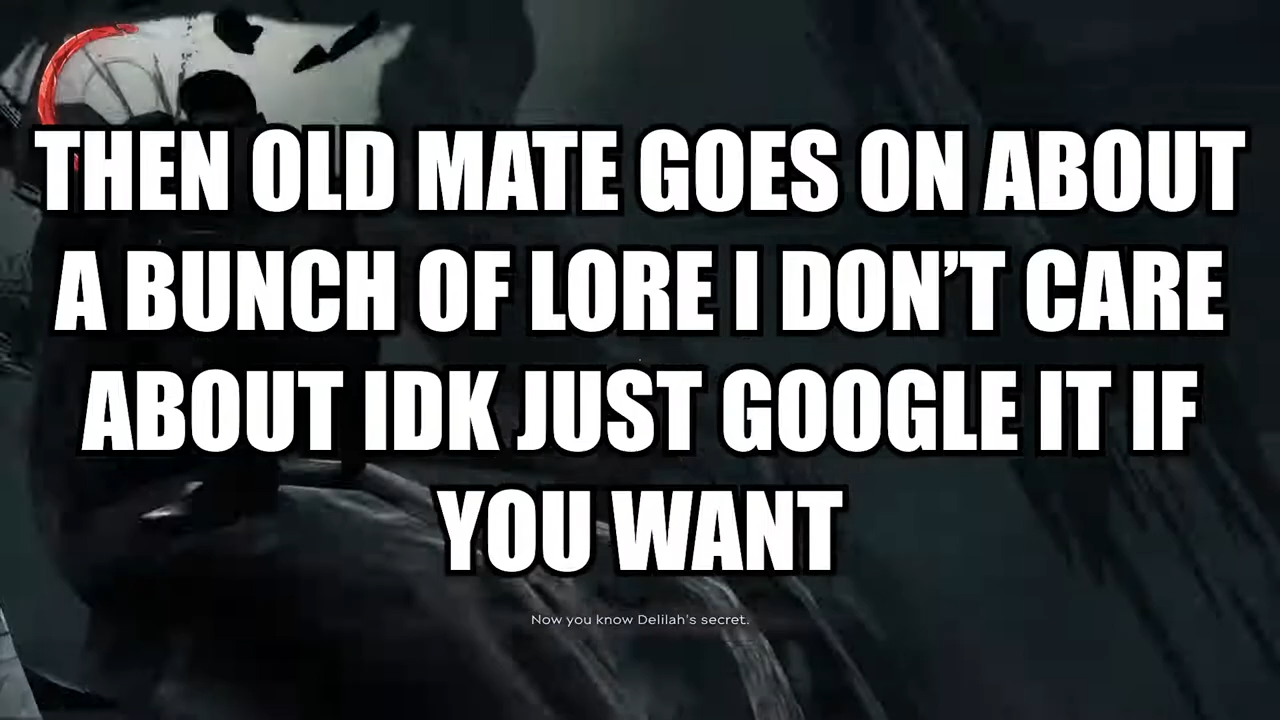 THEN OLD MATE GOES ON ABOUT
A BUNCH OF LORE I DON’T CARE
ABOUT IDK JUST GOOGLE IT IF
YOU WANT
Now you know Delilah's secret.